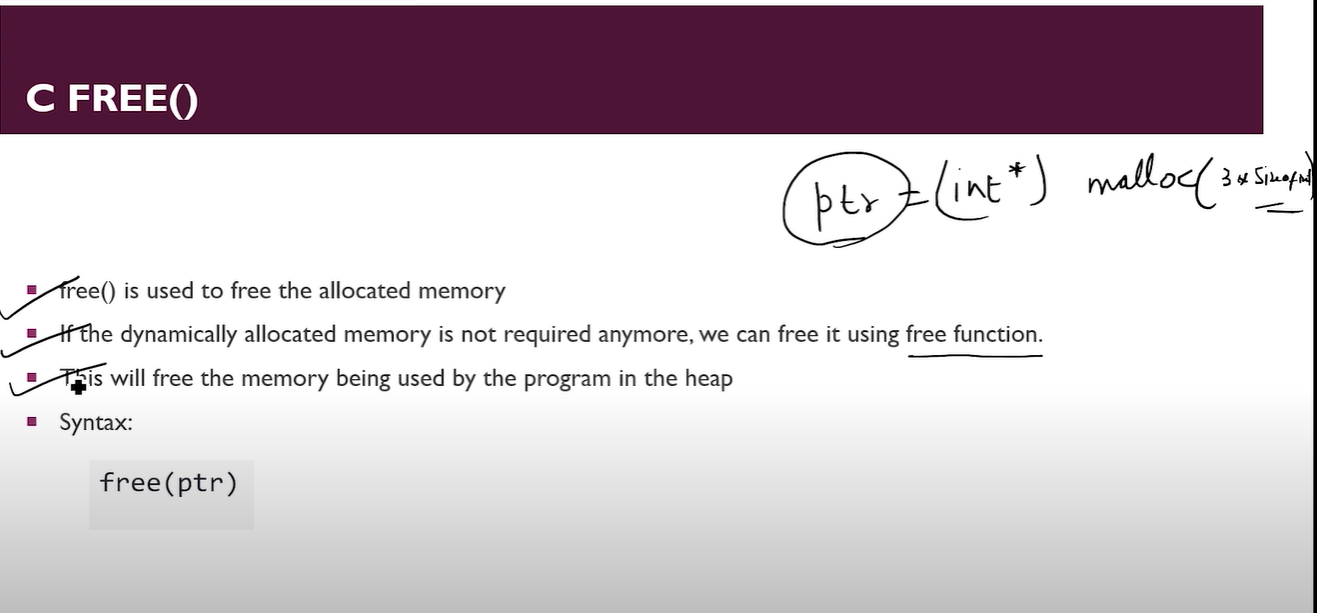 C FREE()
ptr = (int*) malloc( 3 * sizeof
free() is used to free the allocated memory
If the dynamically allocated memory is not required anymore, we can free it using free function.
This will free the memory being used by the program in the heap
Syntax:
free(ptr)